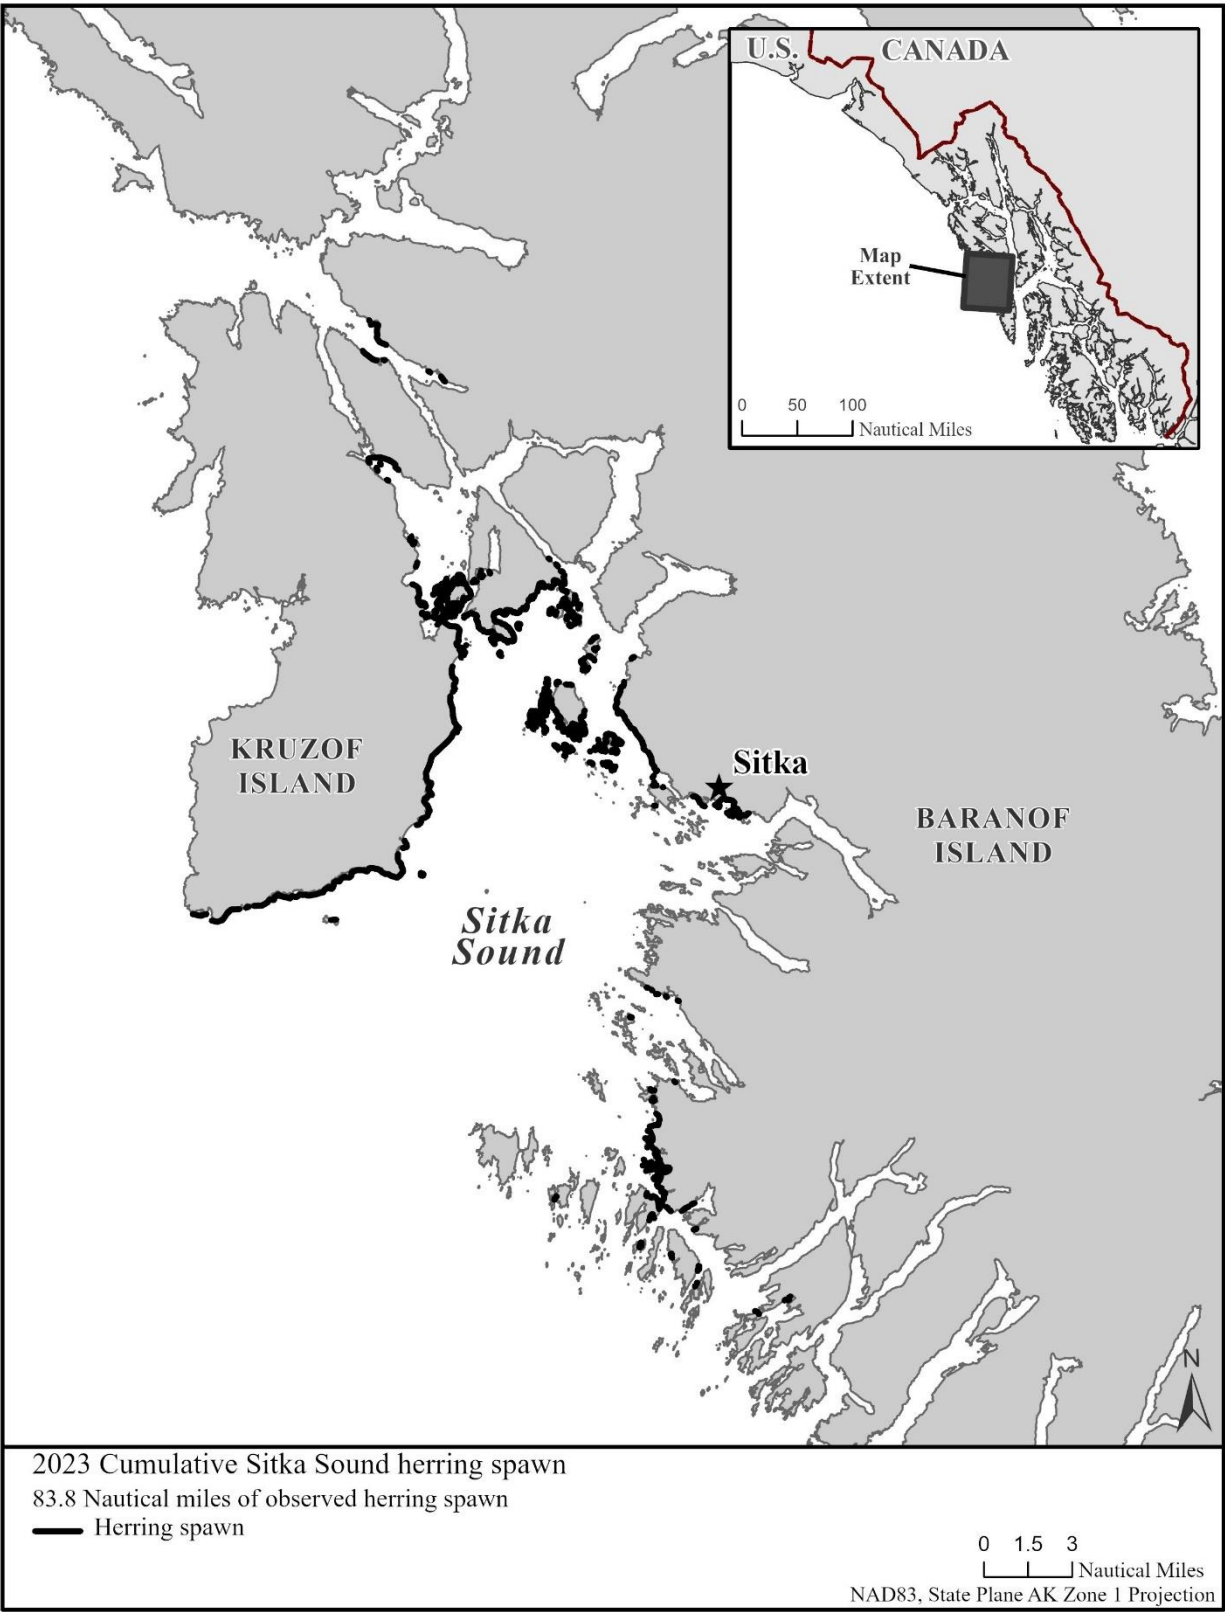 U.S.
CANADA
Map
Extent
0 50 100
Nautical Miles
KRUZOF
ISLAND
Sitka
BARANOF
ISLAND
Sitka
Sound
N
2023 Cumulative Sitka Sound herring spawn
83.8 Nautical miles of observed herring spawn
Herring spawn
0 1.5 3
Nautical Miles
NAD83, State Plane AK Zone 1 Projection